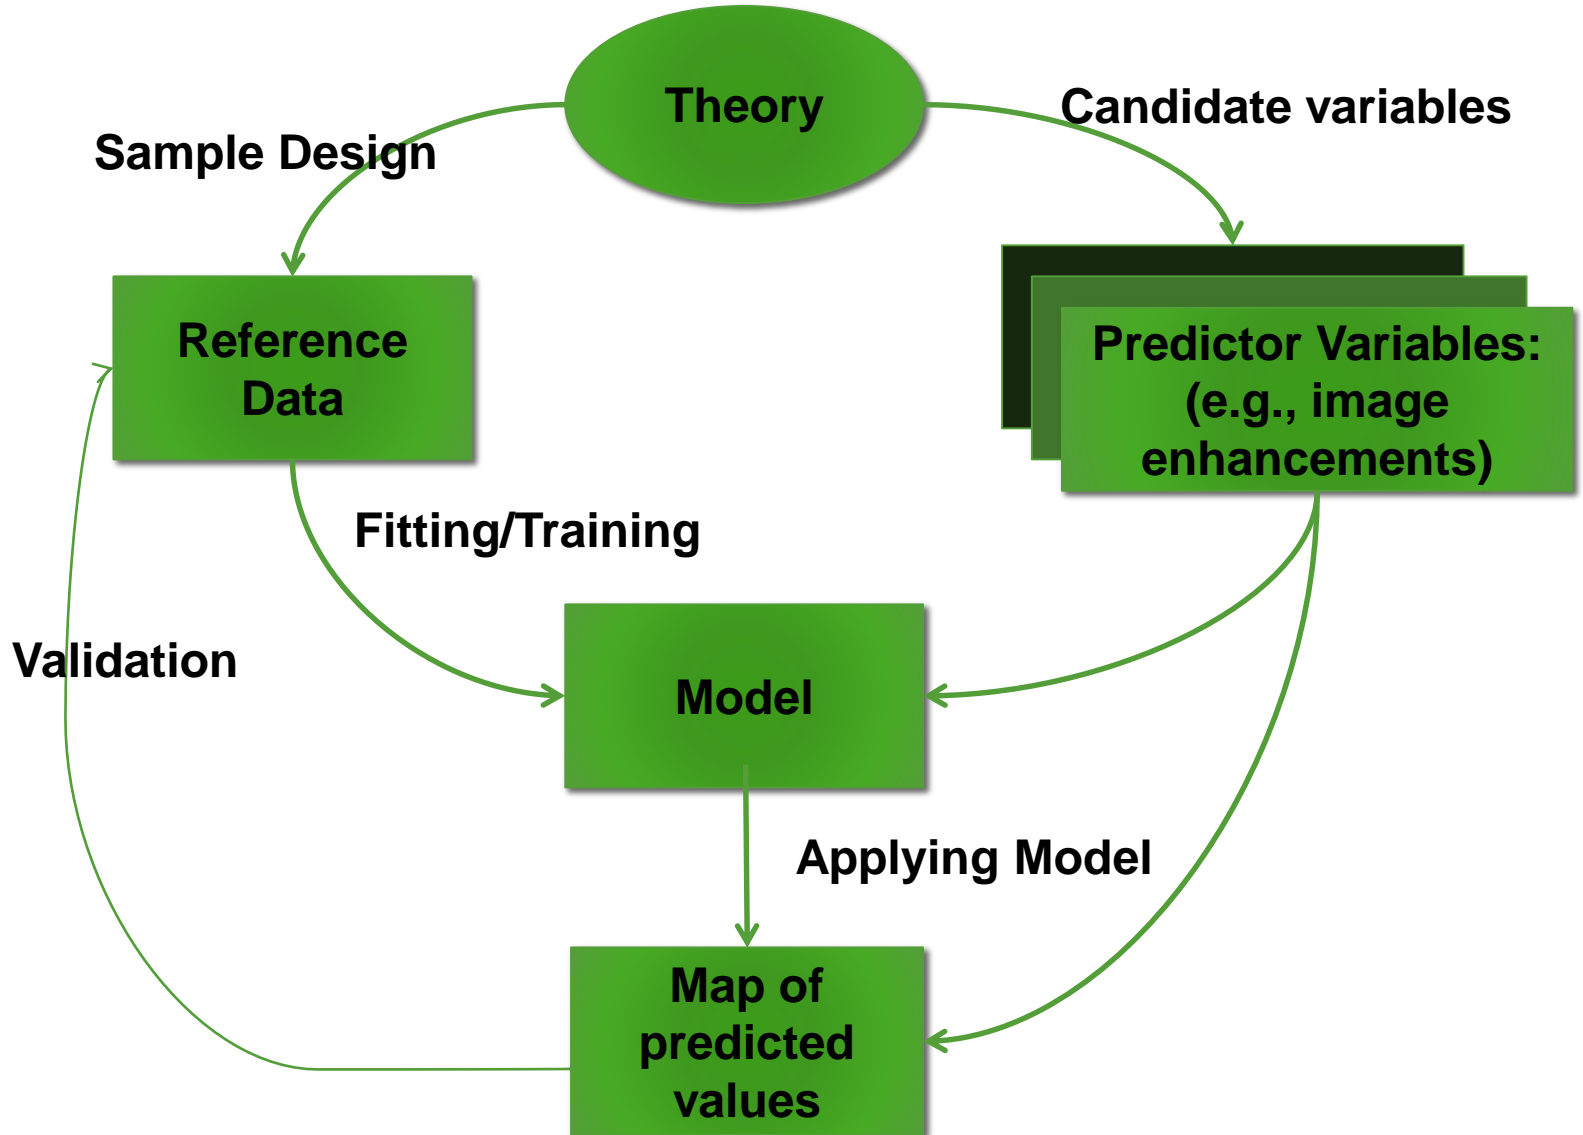 Theory
Candidate variables
Sample Design
Reference
Data
Predictor Variables:
(e.g., image
enhancements)
Fitting/Training
Validation
Model
Applying Model
Map of
predicted
values